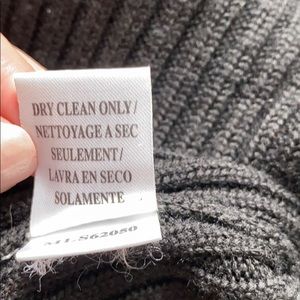 DRY CLEAN ONLY/
NETTOYAGE A SEC
SEULEMENT/
LAVRA EN SECO
SOLAMENTE